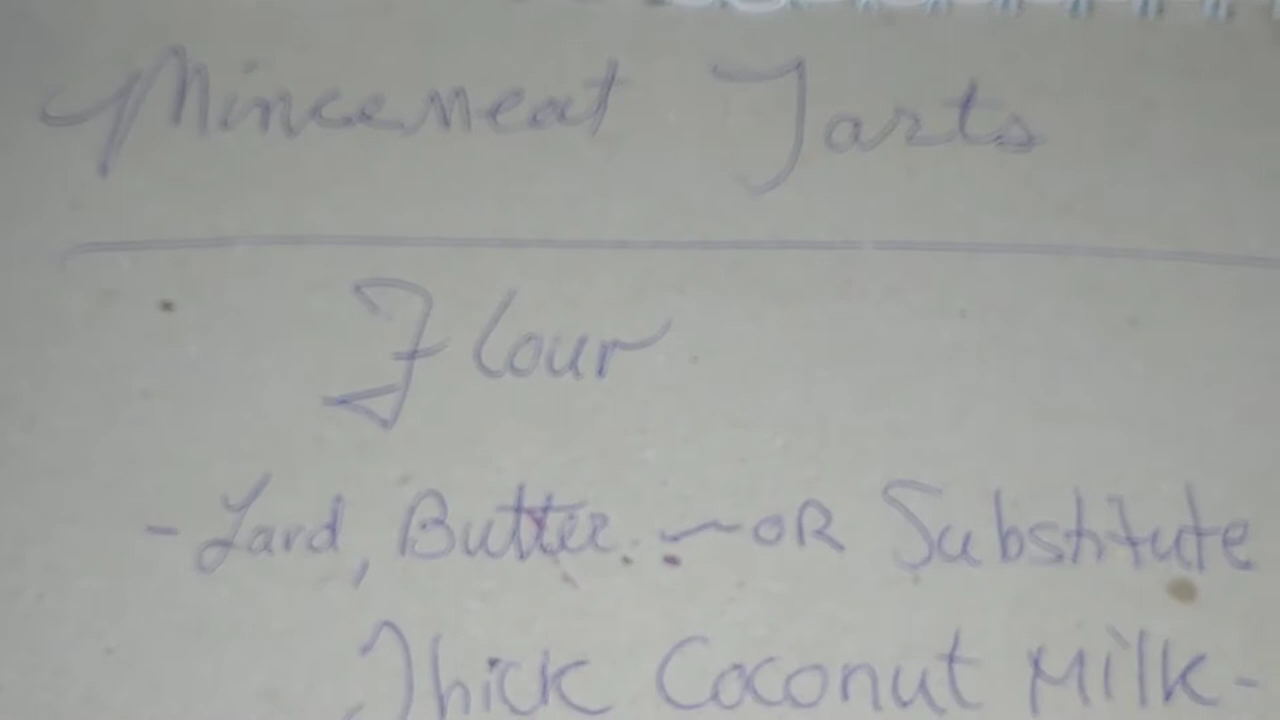 Mincemeat Tarts
Flour
- Lard, Butter. - OR Substitute
Thick Coconut Milk-